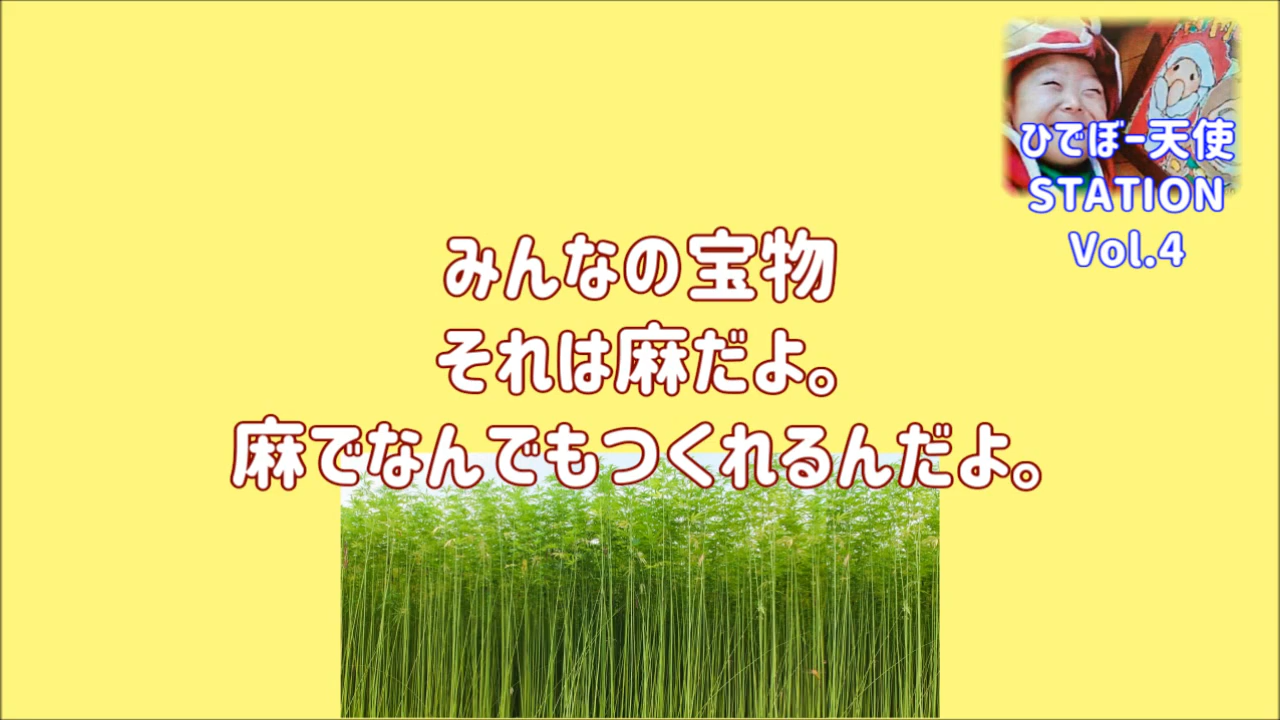 ひでぼー天使
STATION
Vol.4
みんなの宝物
それは麻だよ。
麻でなんでもつくれるんだよ。